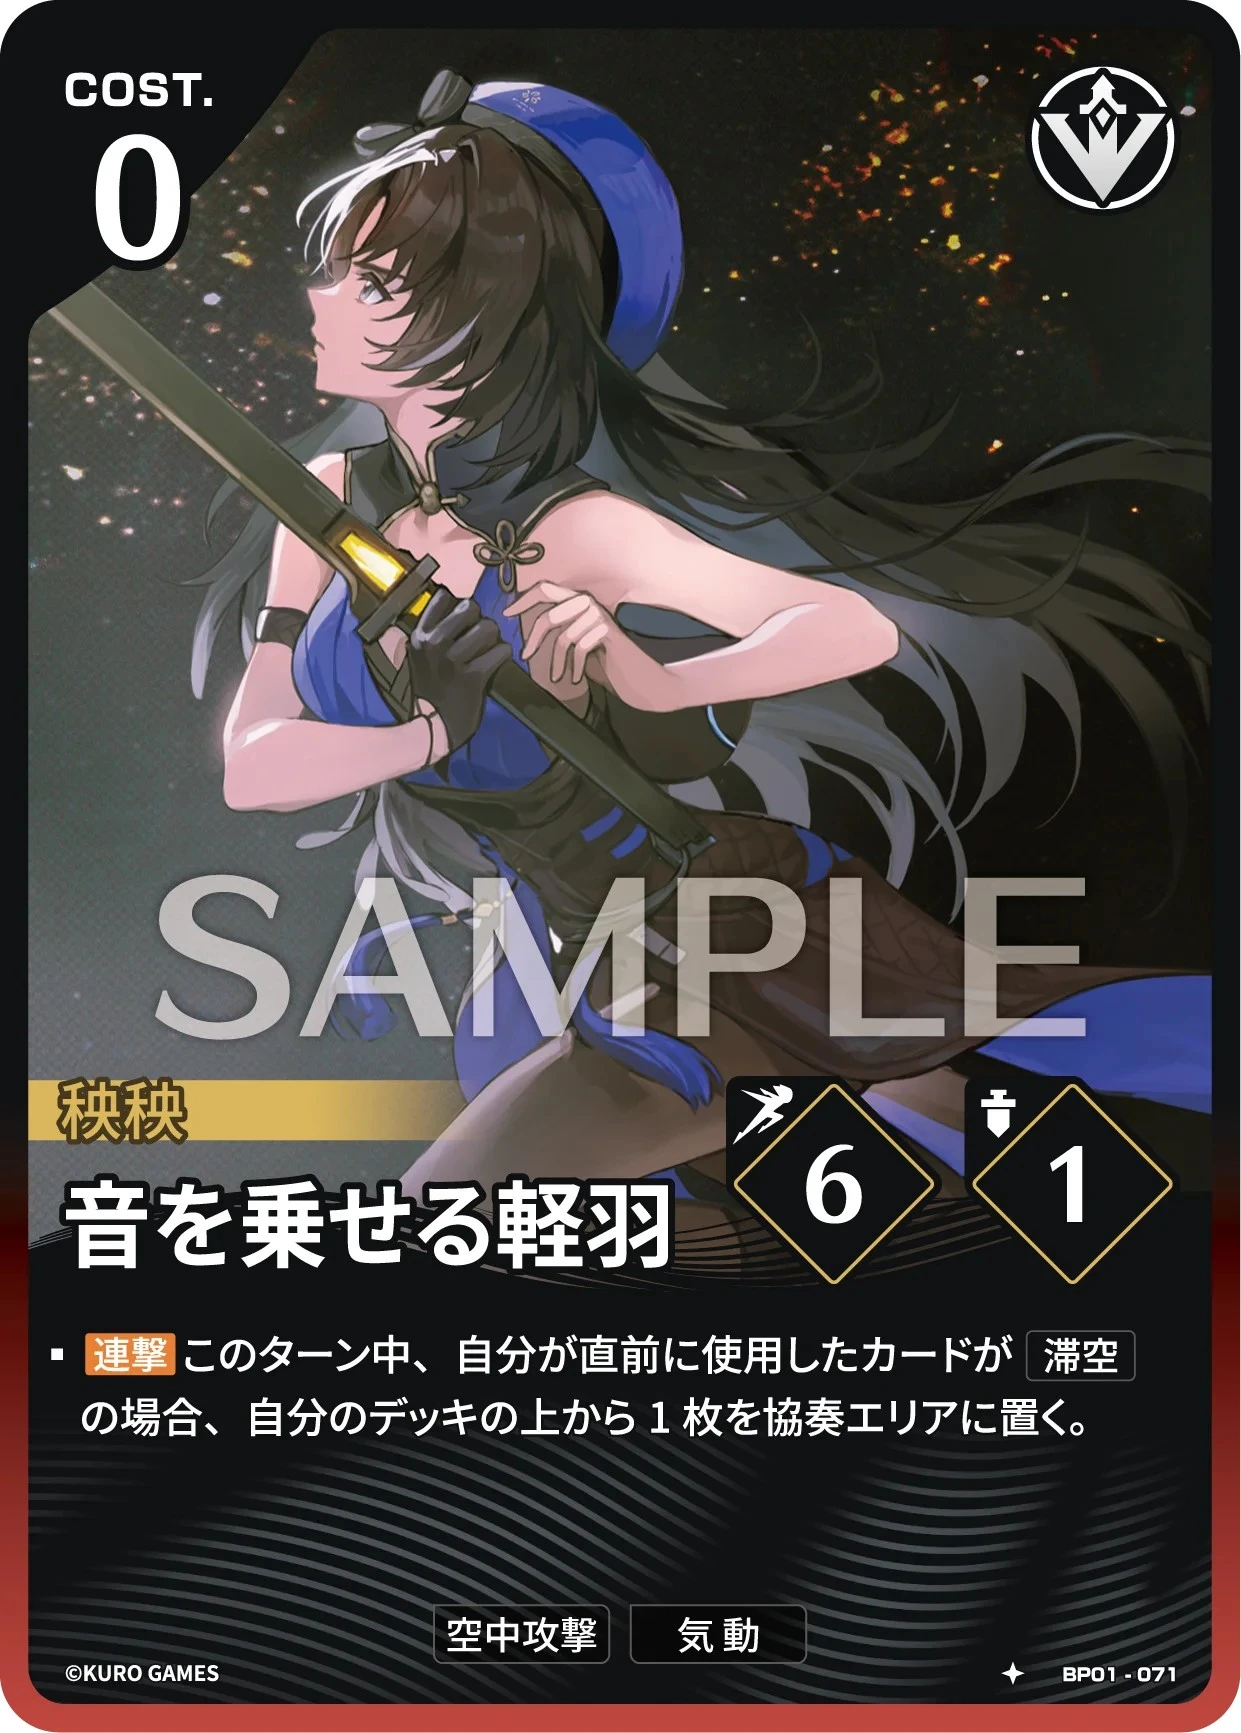 COST.
0
SAMPLE
秧秧
音を乗せる軽羽
6
1
▪ 連撃 このターン中、自分が直前に使用したカードが 滞空
の場合、自分のデッキの上から1枚を協奏エリアに置く。
空中攻撃 気動
©KURO GAMES
BP01 - 071